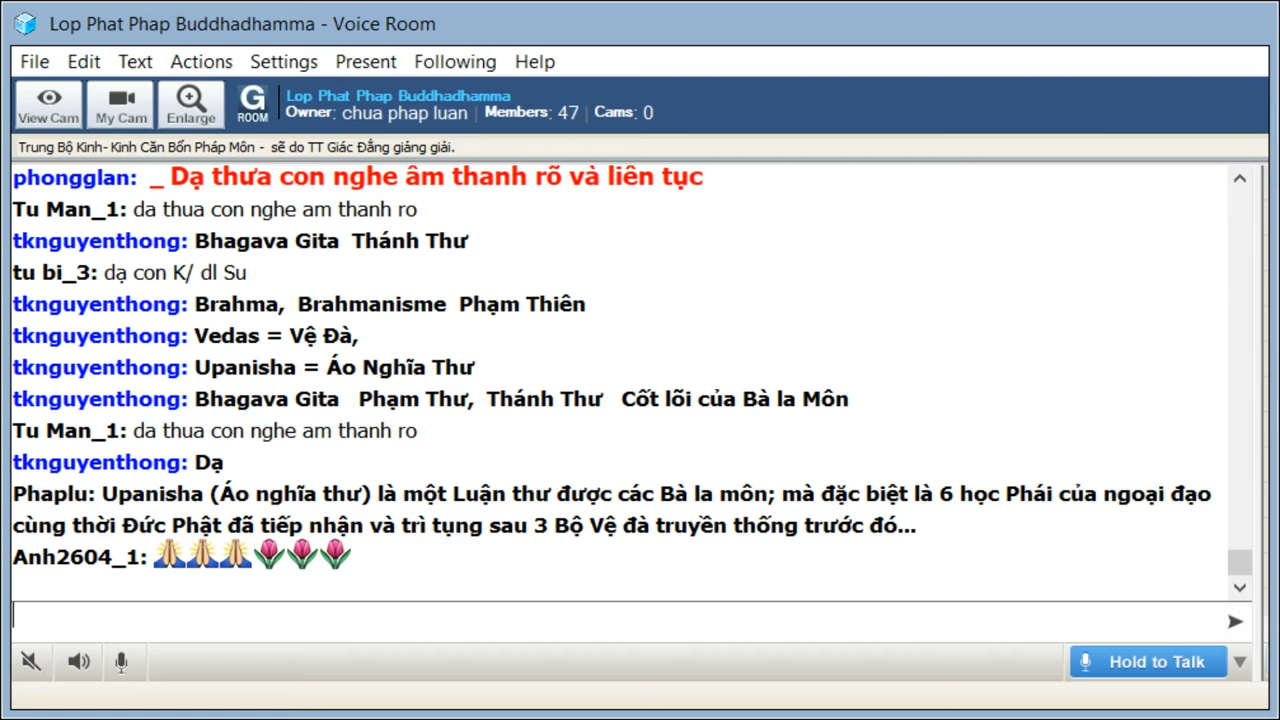 Lop Phat Phap Buddhadhamma - Voice Room
File Edit Text Actions Settings Present Following Help
View Cam My Cam Enlarge G ROOM
Lop Phat Phap Buddhadhamma
Owner: chua phap luan | Members: 47 | Cams: 0
Trung Bộ Kinh- Kinh Căn Bổn Pháp Môn - sẽ do TT Giác Đẳng giảng giải.
phongglan: _ Dạ thưa con nghe âm thanh rõ và liên tục
Tu Man_1: da thua con nghe am thanh ro
tknguyenthong: Bhagava Gita Thánh Thư
tu bi_3: dạ con K/ dl Su
tknguyenthong: Brahma, Brahmanisme Phạm Thiên
tknguyenthong: Vedas = Vệ Đà,
tknguyenthong: Upanisha = Áo Nghĩa Thư
tknguyenthong: Bhagava Gita Phạm Thư, Thánh Thư Cốt lõi của Bà la Môn
Tu Man_1: da thua con nghe am thanh ro
tknguyenthong: Dạ
Phaplu: Upanisha (Áo nghĩa thư) là một Luận thư được các Bà la môn; mà đặc biệt là 6 học Phái của ngoại đạo
cùng thời Đức Phật đã tiếp nhận và trì tụng sau 3 Bộ Vệ đà truyền thống trước đó...
Anh2604_1: 🙏🙏🙏🌷🌷🌷
Hold to Talk